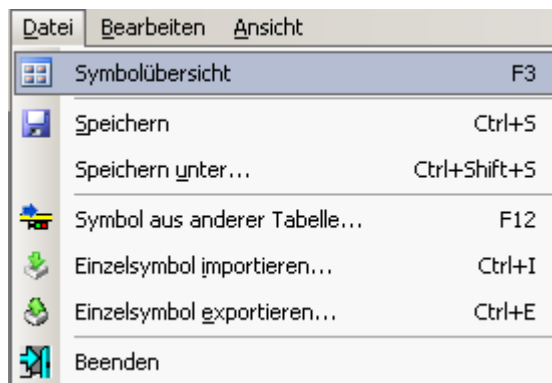 Datei Bearbeiten Ansicht
Symbolübersicht F3
Speichern Ctrl+S
Speichern unter... Ctrl+Shift+S
Symbol aus anderer Tabelle... F12
Einzelsymbol importieren... Ctrl+I
Einzelsymbol exportieren... Ctrl+E
Beenden